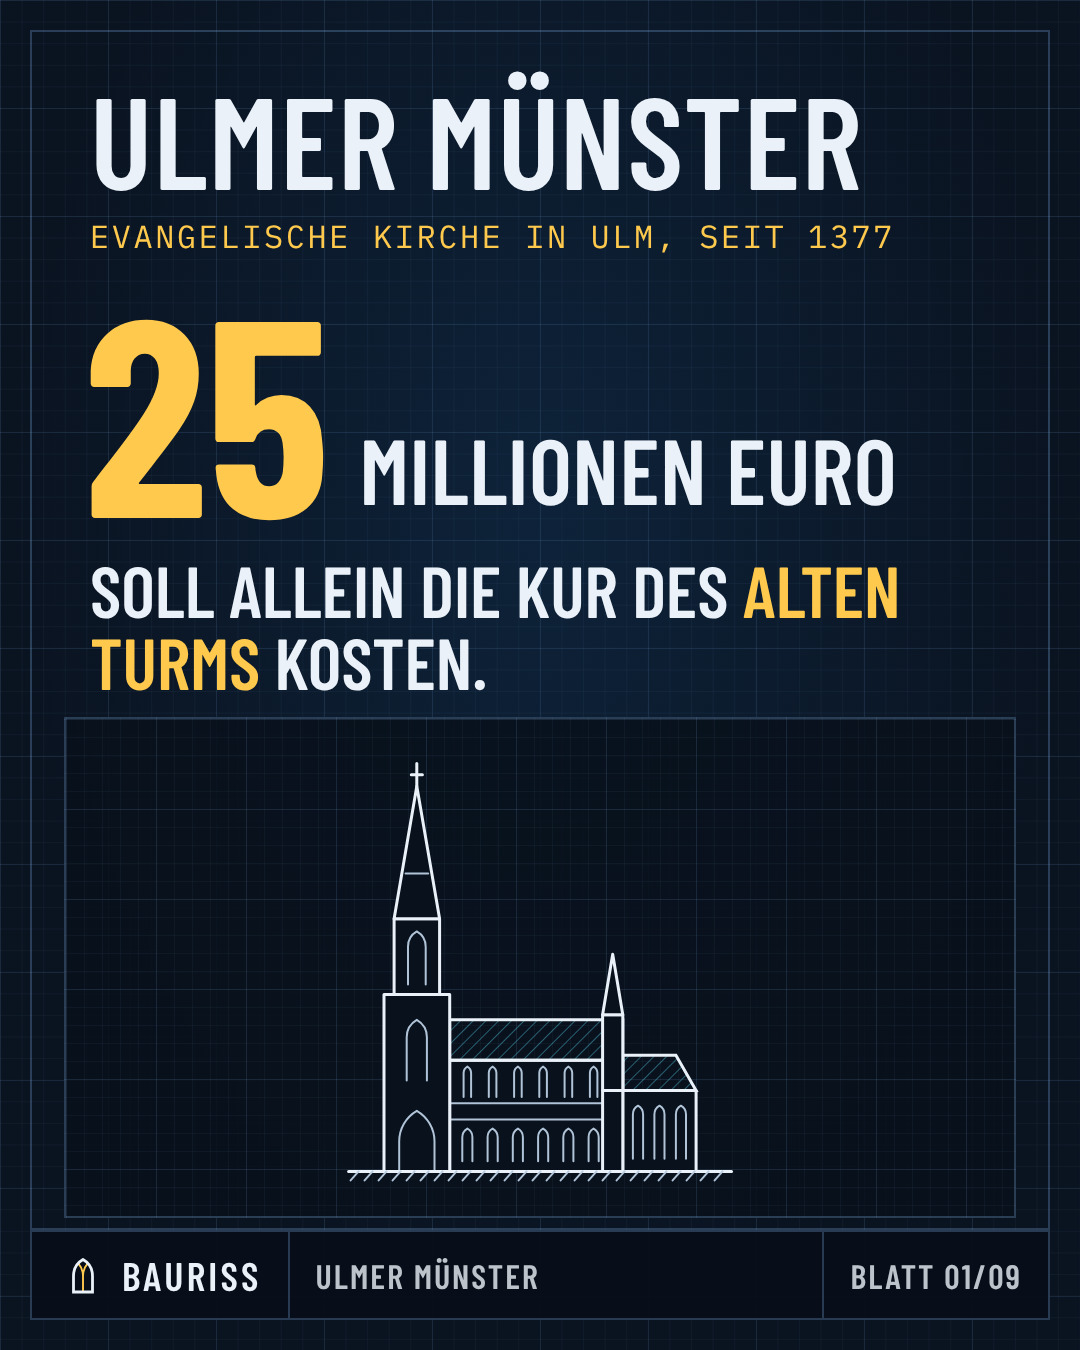 ULMER MÜNSTER
EVANGELISCHE KIRCHE IN ULM, SEIT 1377
25 MILLIONEN EURO
SOLL ALLEIN DIE KUR DES ALTEN
TURMS KOSTEN.
BAURISS
ULMER MÜNSTER
BLATT 01/09